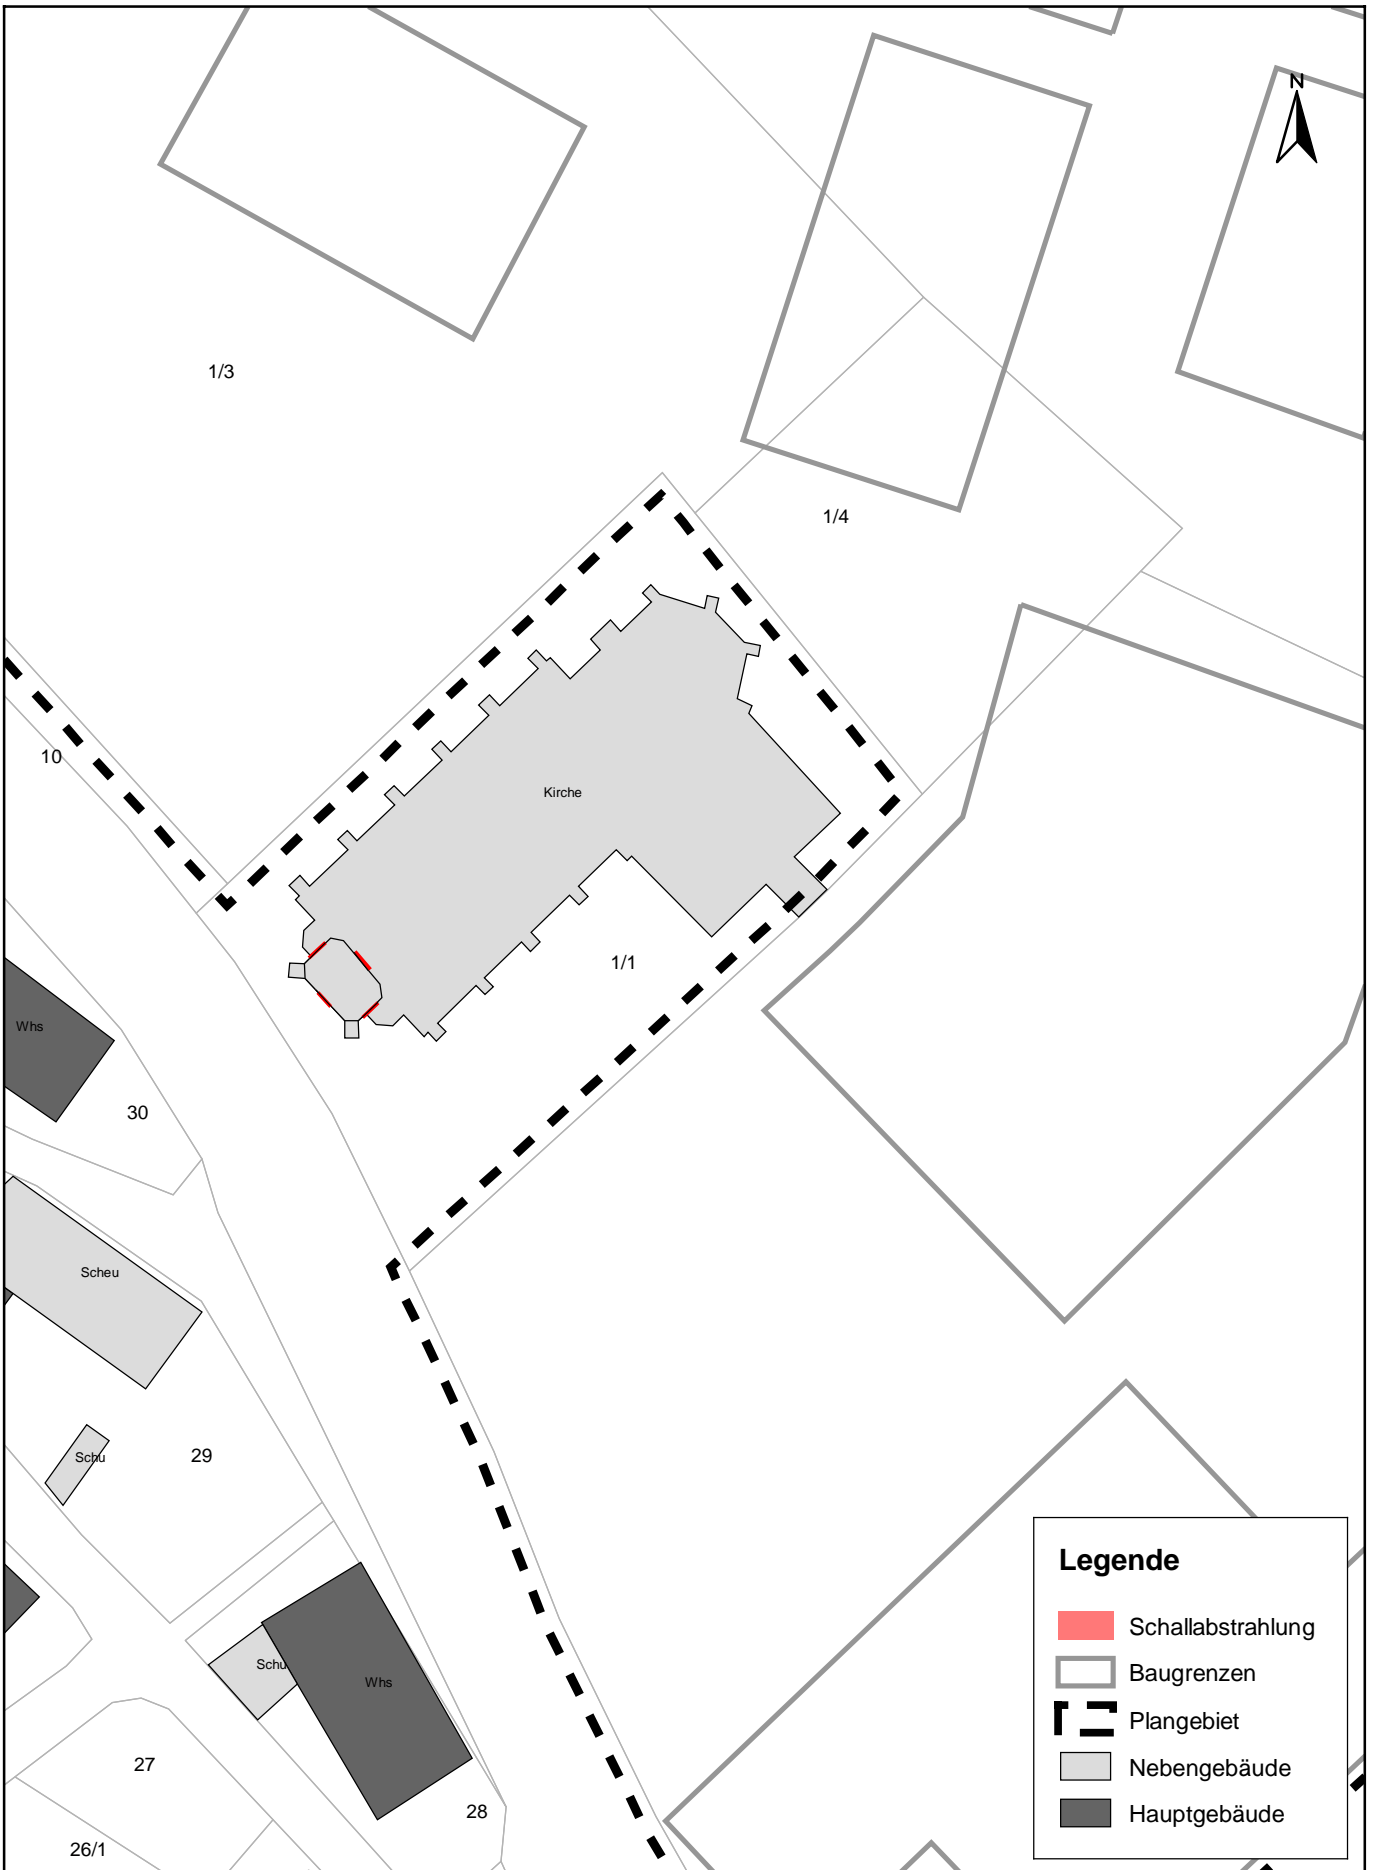 N
1/3
1/4
10
Kirche
1/1
Whs
30
Scheu
Schu
29
Legende
Schallabstrahlung
Baugrenzen
Plangebiet
Nebengebäude
Hauptgebäude
Schu
Whs
27
28
26/1